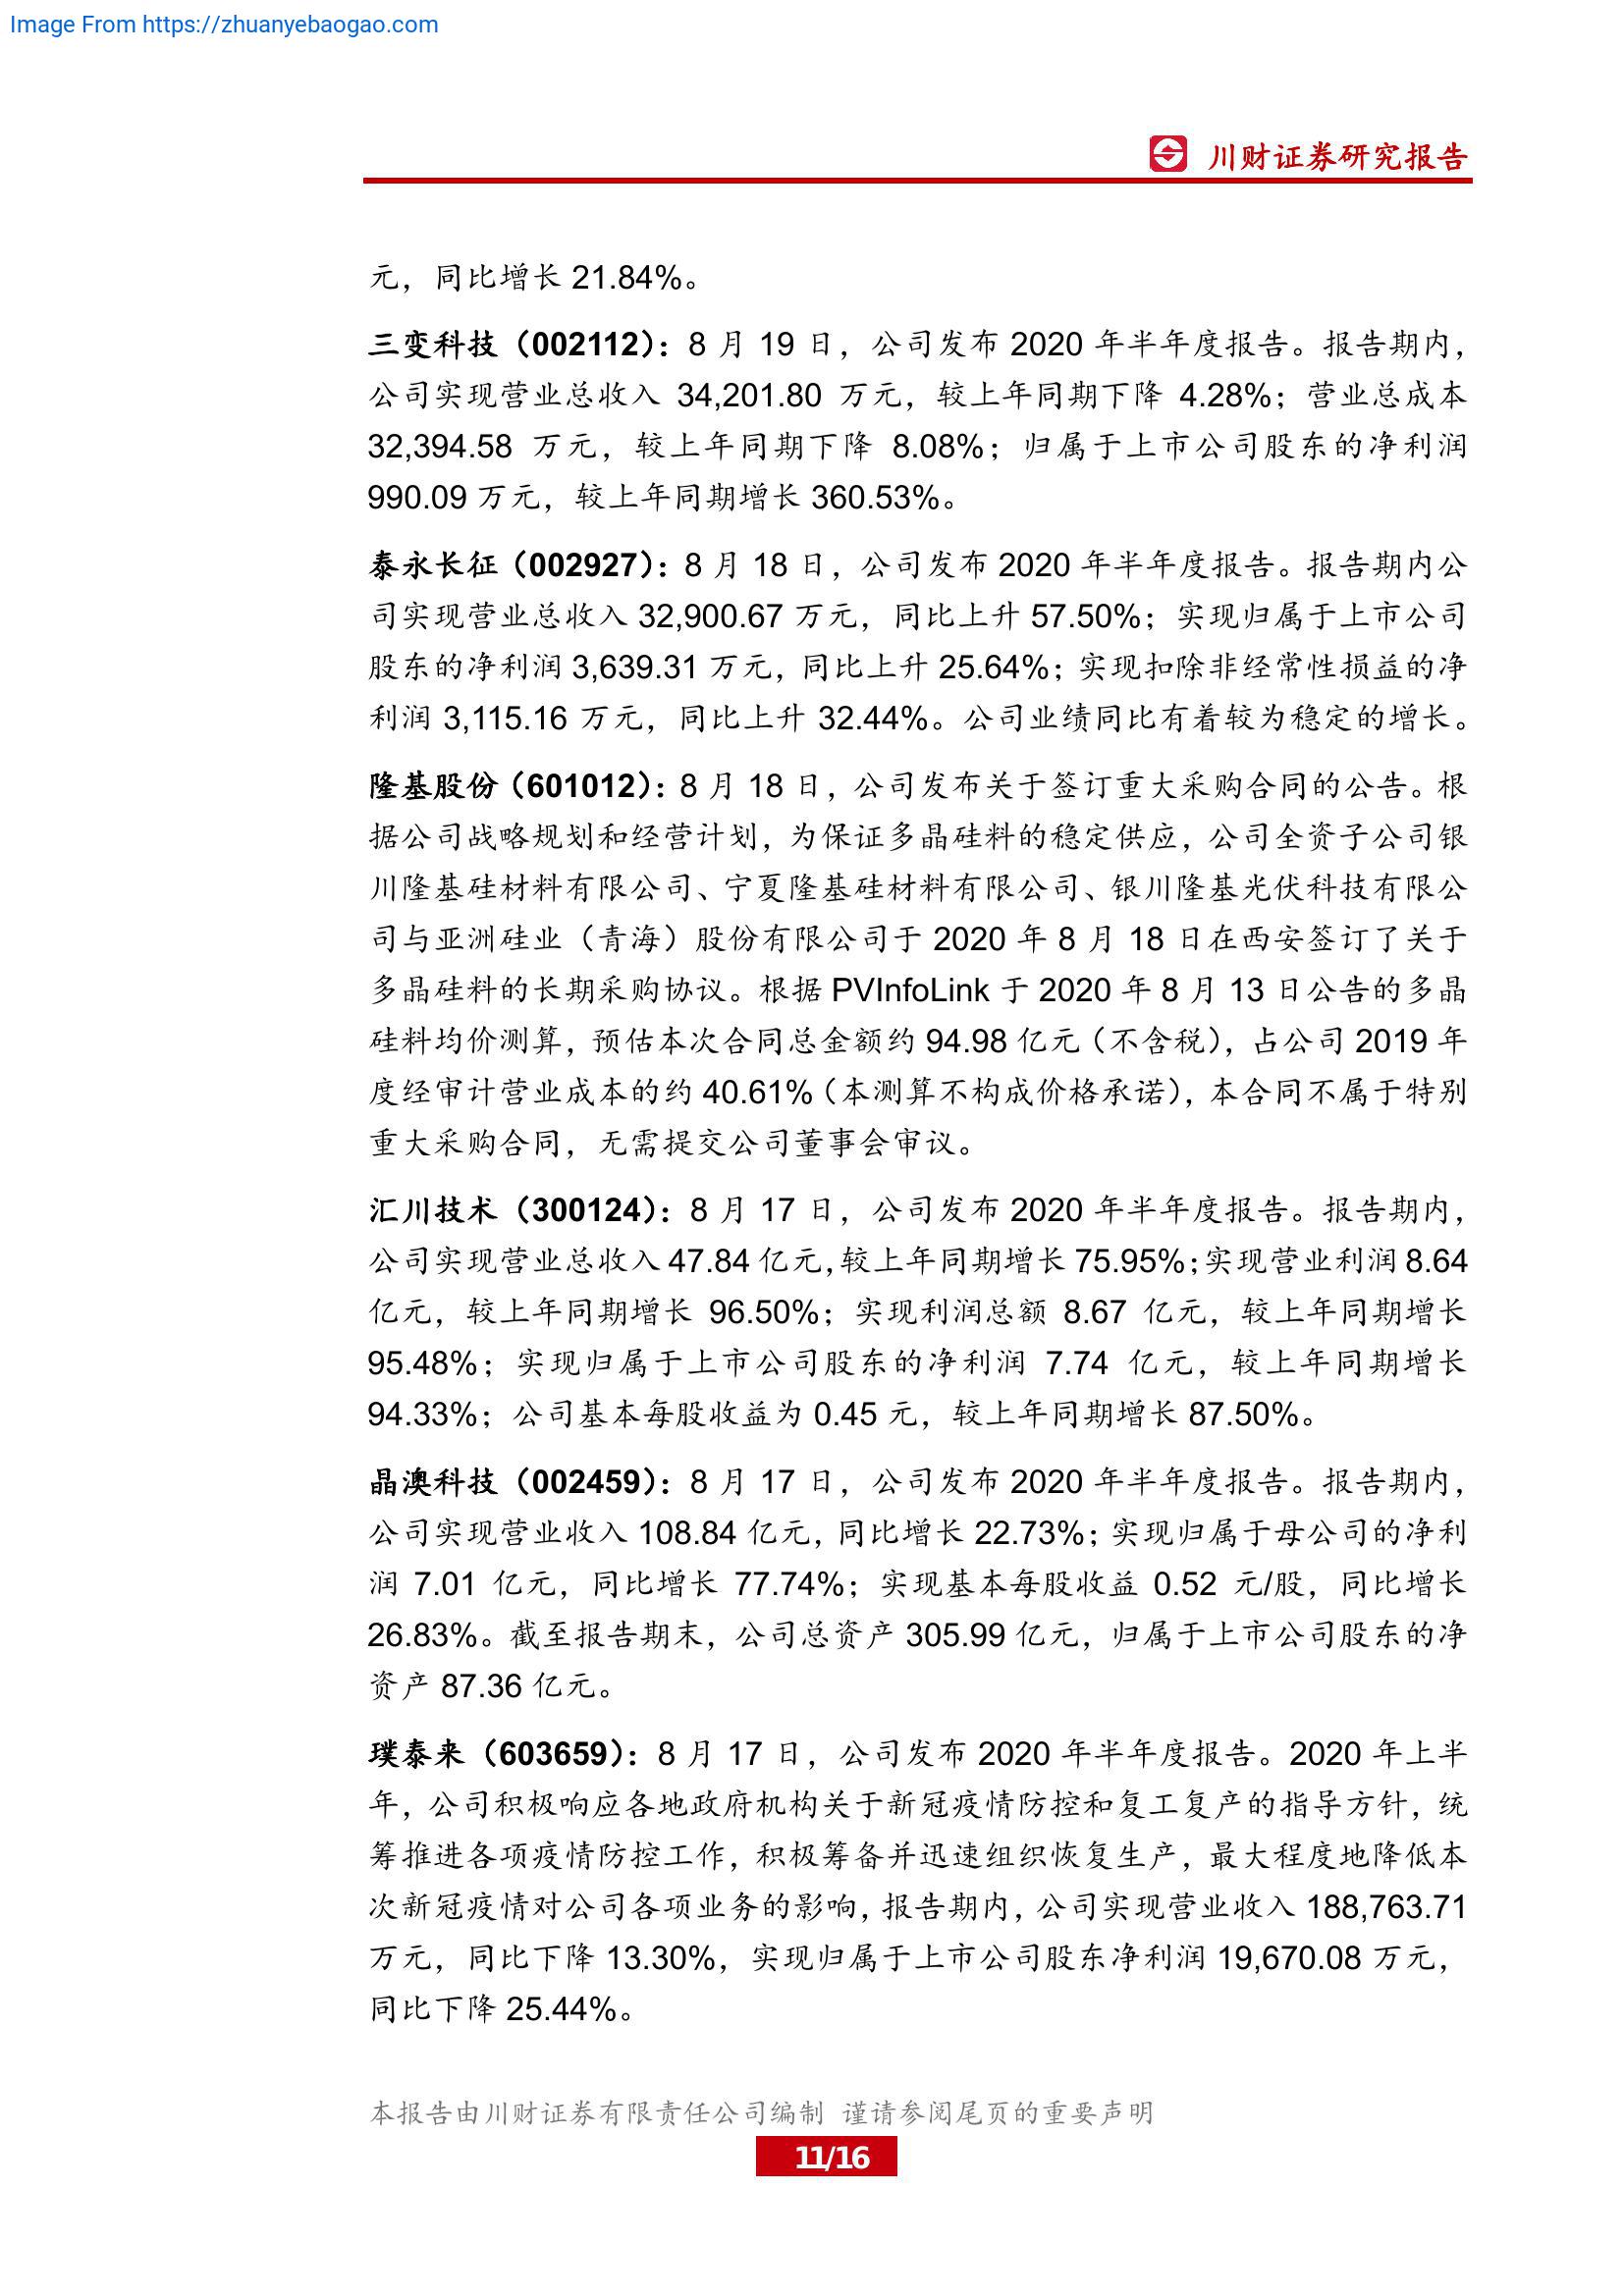 Image From https://zhuanyebaogao.com
川财证券研究报告
元，同比增长 21.84%。
三变科技（002112）：8 月 19 日，公司发布 2020 年半年度报告。报告期内，
公司实现营业总收入 34,201.80 万元，较上年同期下降 4.28%；营业总成本
32,394.58 万元，较上年同期下降 8.08%；归属于上市公司股东的净利润
990.09 万元，较上年同期增长 360.53%。
泰永长征（002927）：8 月 18 日，公司发布 2020 年半年度报告。报告期内公
司实现营业总收入 32,900.67 万元，同比上升 57.50%；实现归属于上市公司
股东的净利润 3,639.31 万元，同比上升 25.64%；实现扣除非经常性损益的净
利润 3,115.16 万元，同比上升 32.44%。公司业绩同比有着较为稳定的增长。
隆基股份（601012）：8 月 18 日，公司发布关于签订重大采购合同的公告。根
据公司战略规划和经营计划，为保证多晶硅料的稳定供应，公司全资子公司银
川隆基硅材料有限公司、宁夏隆基硅材料有限公司、银川隆基光伏科技有限公
司与亚洲硅业（青海）股份有限公司于 2020 年 8 月 18 日在西安签订了关于
多晶硅料的长期采购协议。根据 PVInfoLink 于 2020 年 8 月 13 日公告的多晶
硅料均价测算，预估本次合同总金额约 94.98 亿元（不含税），占公司 2019 年
度经审计营业成本的约 40.61%（本测算不构成价格承诺），本合同不属于特别
重大采购合同，无需提交公司董事会审议。
汇川技术（300124）：8 月 17 日，公司发布 2020 年半年度报告。报告期内，
公司实现营业总收入 47.84 亿元，较上年同期增长 75.95%；实现营业利润 8.64
亿元，较上年同期增长 96.50%；实现利润总额 8.67 亿元，较上年同期增长
95.48%；实现归属于上市公司股东的净利润 7.74 亿元，较上年同期增长
94.33%；公司基本每股收益为 0.45 元，较上年同期增长 87.50%。
晶澳科技（002459）：8 月 17 日，公司发布 2020 年半年度报告。报告期内，
公司实现营业收入 108.84 亿元，同比增长 22.73%；实现归属于母公司的净利
润 7.01 亿元，同比增长 77.74%；实现基本每股收益 0.52 元/股，同比增长
26.83%。截至报告期末，公司总资产 305.99 亿元，归属于上市公司股东的净
资产 87.36 亿元。
璞泰来（603659）：8 月 17 日，公司发布 2020 年半年度报告。2020 年上半
年，公司积极响应各地政府机构关于新冠疫情防控和复工复产的指导方针，统
筹推进各项疫情防控工作，积极筹备并迅速组织恢复生产，最大程度地降低本
次新冠疫情对公司各项业务的影响，报告期内，公司实现营业收入 188,763.71
万元，同比下降 13.30%，实现归属于上市公司股东净利润 19,670.08 万元，
同比下降 25.44%。
本报告由川财证券有限责任公司编制 谨请参阅尾页的重要声明
11/16